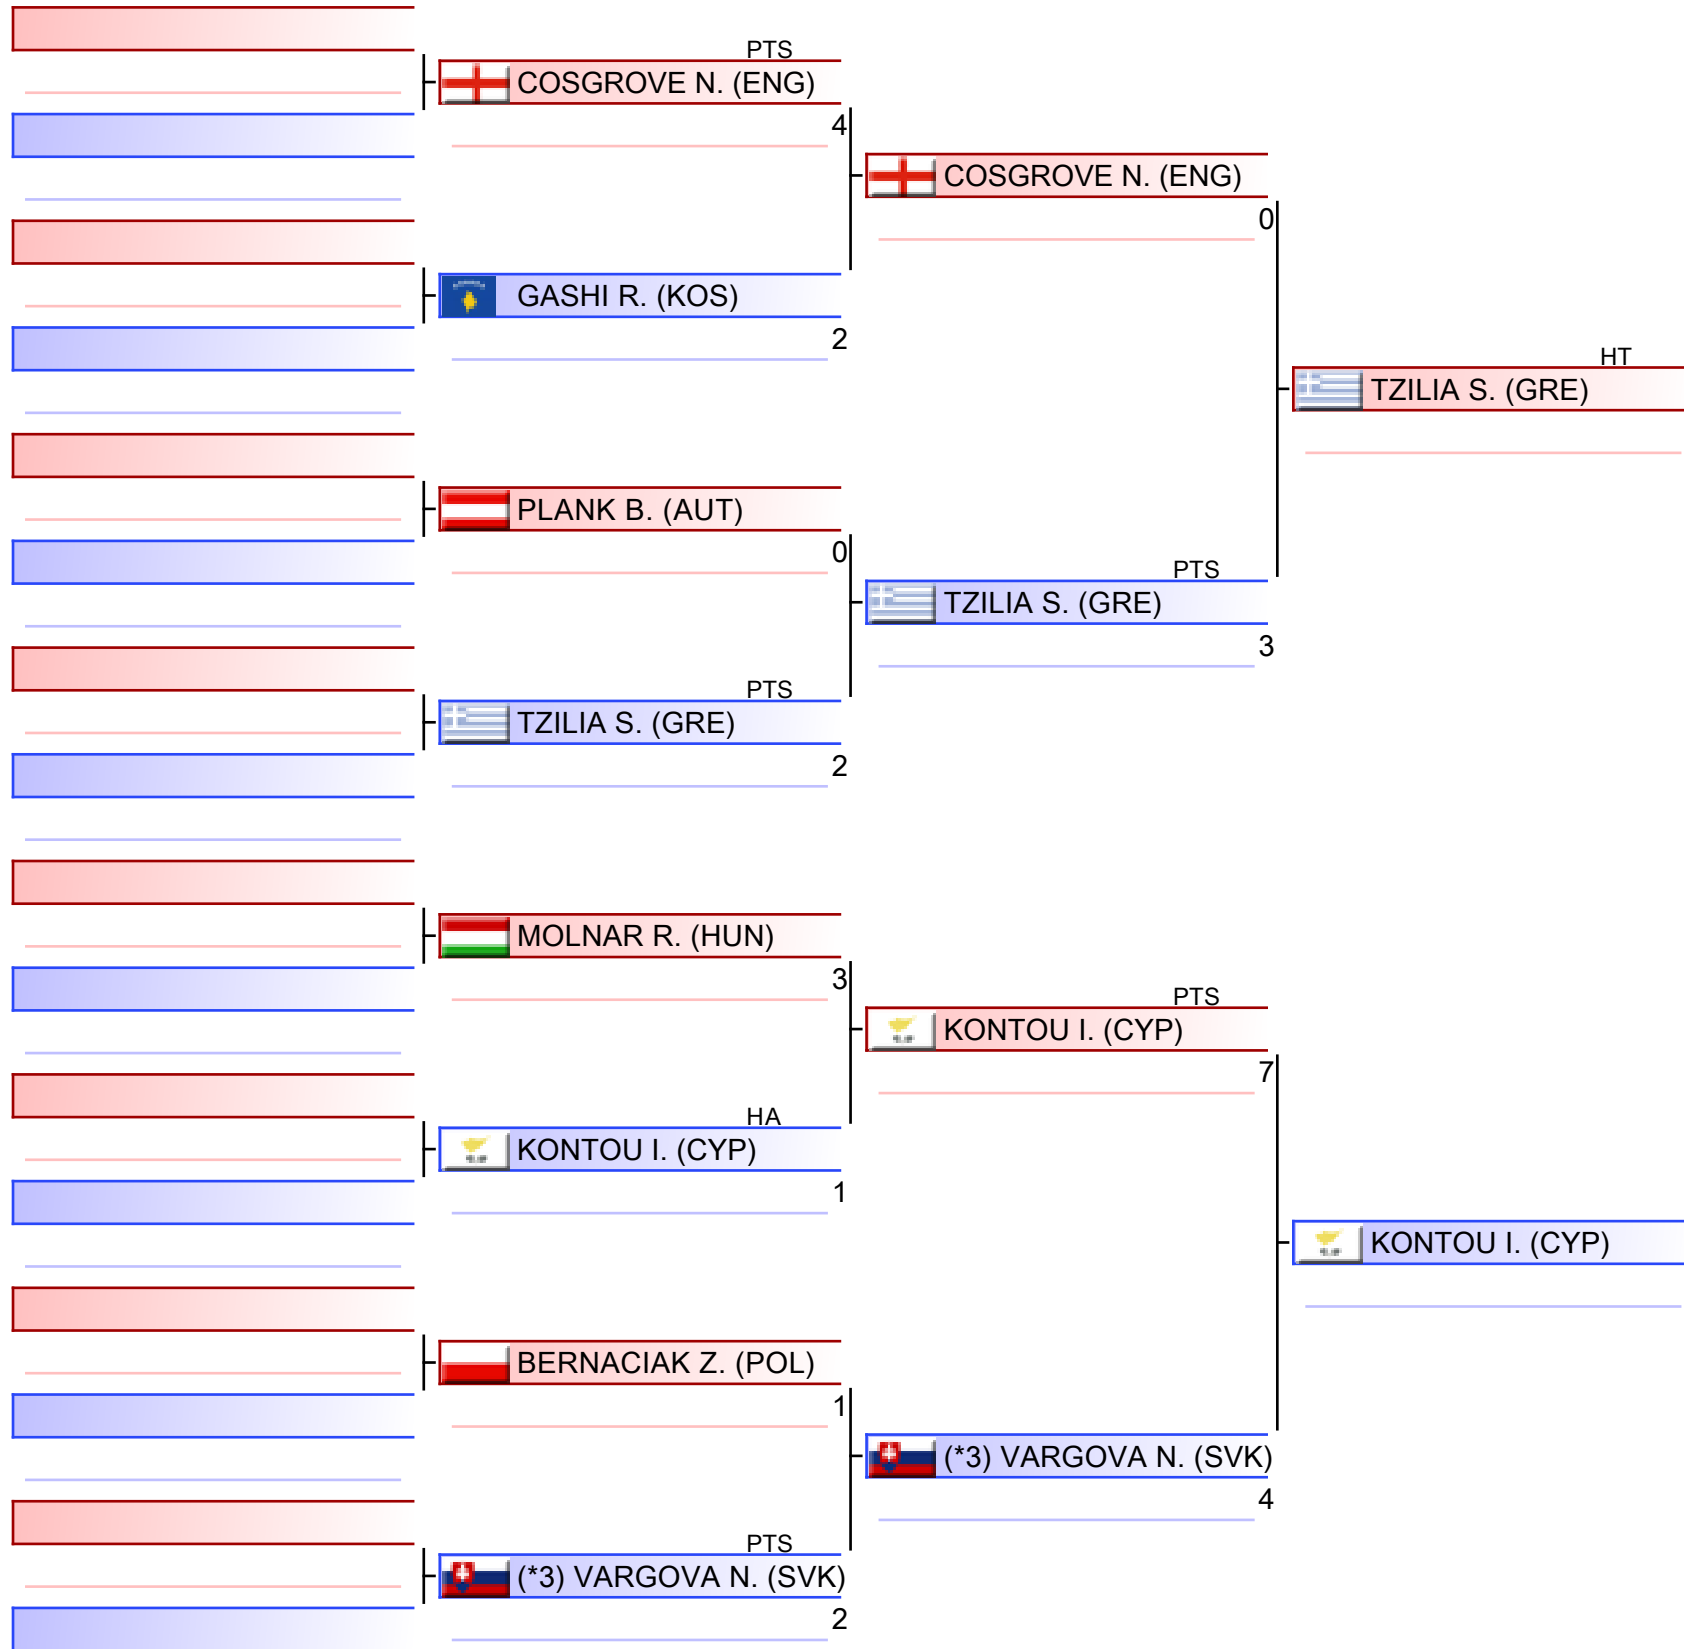 PTS
COSGROVE N. (ENG)
4
COSGROVE N. (ENG)
0
GASHI R. (KOS)
2
HT
TZILIA S. (GRE)
PLANK B. (AUT)
0
PTS
TZILIA S. (GRE)
3
PTS
TZILIA S. (GRE)
2
MOLNAR R. (HUN)
3
PTS
KONTOU I. (CYP)
7
HA
KONTOU I. (CYP)
1
KONTOU I. (CYP)
BERNACIAK Z. (POL)
1
(*3) VARGOVA N. (SVK)
4
PTS
(*3) VARGOVA N. (SVK)
2